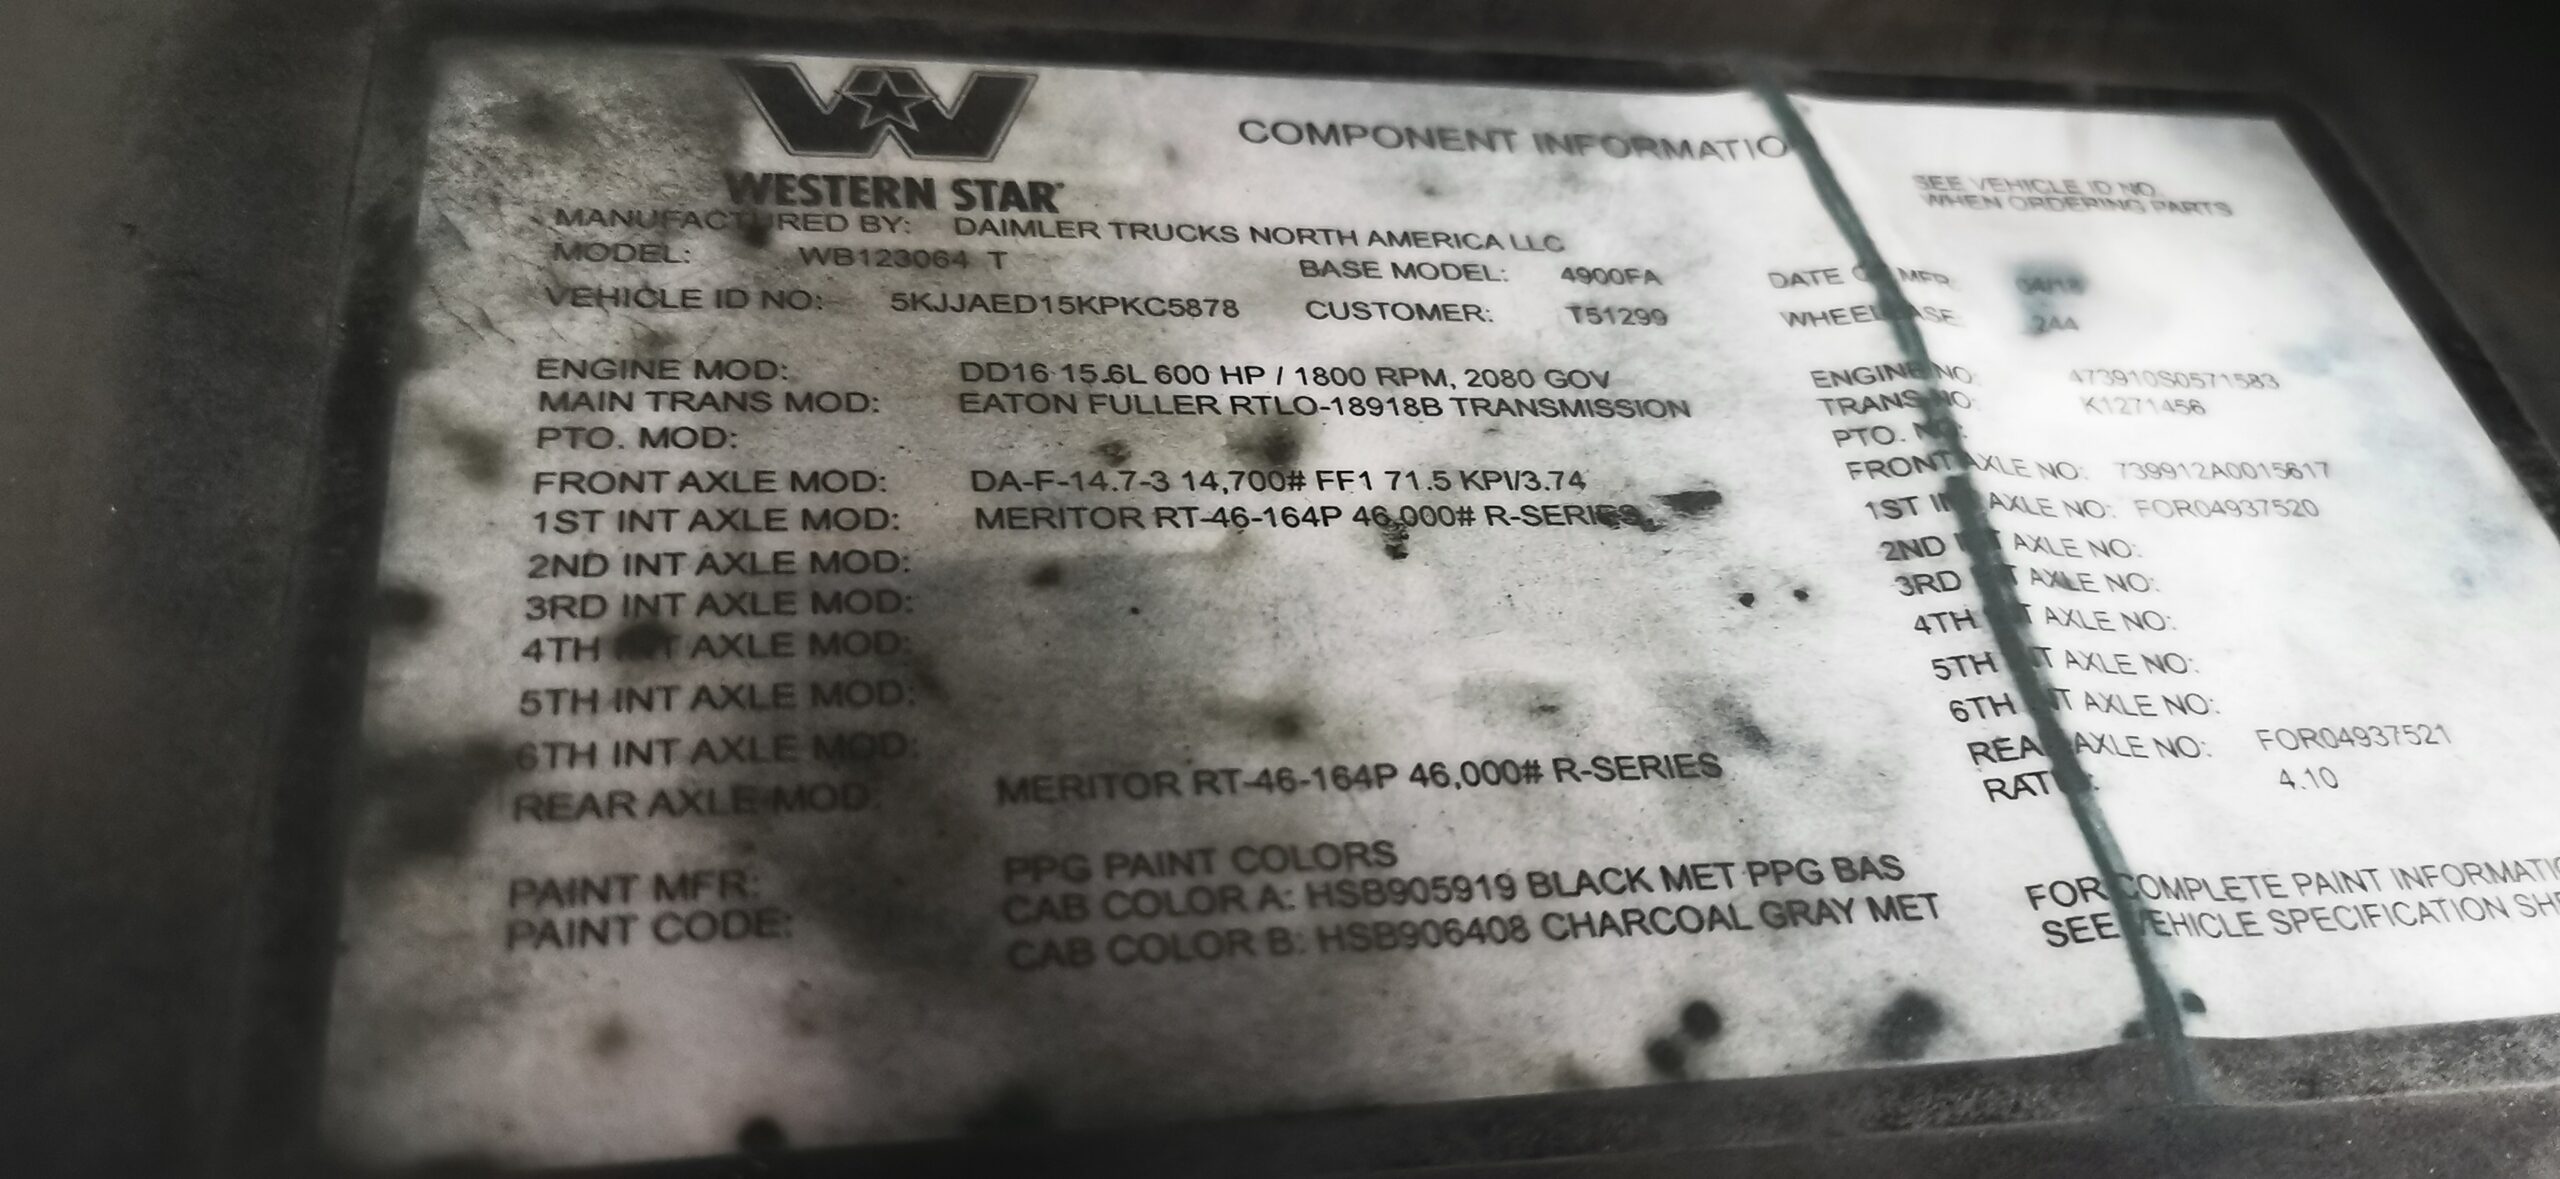 WESTERN STAR
COMPONENT INFORMATIO
SEE VEHICLE ID NO.
WHEN ORDERING PARTS
MANUFACTURED BY: DAIMLER TRUCKS NORTH AMERICA LLC
MODEL: WB123064 T BASE MODEL: 4900FA DATE OF MFR:
VEHICLE ID NO: 5KJJAED15KPKC5878 CUSTOMER: T51299 WHEELBASE: 244
ENGINE MOD: DD16 15.6L 600 HP / 1800 RPM, 2080 GOV ENGINE NO: 473910S0571583
MAIN TRANS MOD: EATON FULLER RTLO-18918B TRANSMISSION TRANS NO: K1271456
PTO. MOD: PTO. NO:
FRONT AXLE MOD: DA-F-14.7-3 14,700# FF1 71.5 KPI/3.74 FRONT AXLE NO: 739912A0015617
1ST INT AXLE MOD: MERITOR RT-46-164P 46,000# R-SERIES 1ST INT AXLE NO: FOR04937520
2ND INT AXLE MOD: 2ND INT AXLE NO:
3RD INT AXLE MOD: 3RD INT AXLE NO:
4TH INT AXLE MOD: 4TH INT AXLE NO:
5TH INT AXLE MOD: 5TH INT AXLE NO:
6TH INT AXLE MOD: 6TH INT AXLE NO:
REAR AXLE MOD: MERITOR RT-46-164P 46,000# R-SERIES REAR AXLE NO: FOR04937521
RATIO: 4.10
PAINT MFR: PPG PAINT COLORS
PAINT CODE: CAB COLOR A: HSB905919 BLACK MET PPG BAS FOR COMPLETE PAINT INFORMATIO
CAB COLOR B: HSB906408 CHARCOAL GRAY MET SEE VEHICLE SPECIFICATION SHE